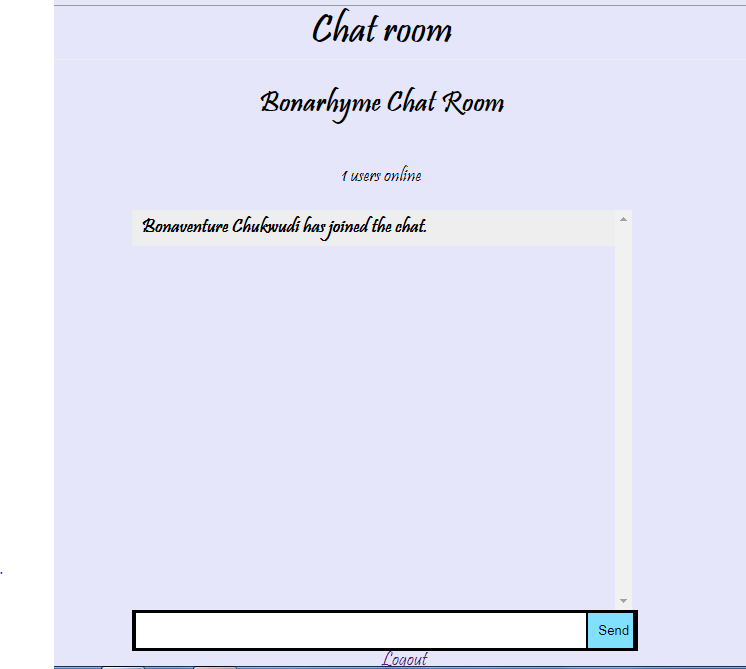 Chat room
Bonarhyme Chat Room
1 users online
Bonaventure Chukwudi has joined the chat.
Send
Logout